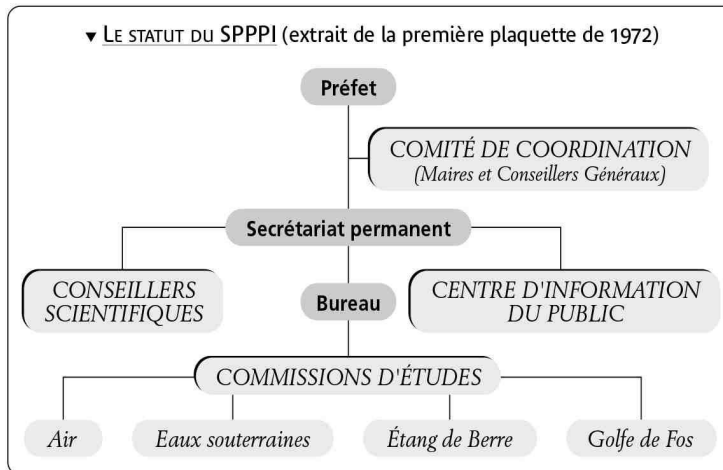 ▼ LE STATUT DU SPPPI (extrait de la première plaquette de 1972)
Préfet
COMITÉ DE COORDINATION
(Maires et Conseillers Généraux)
Secrétariat permanent
CONSEILLERS
SCIENTIFIQUES
Bureau
CENTRE D'INFORMATION
DU PUBLIC
COMMISSIONS D'ÉTUDES
Air
Eaux souterraines
Étang de Berre
Golfe de Fos